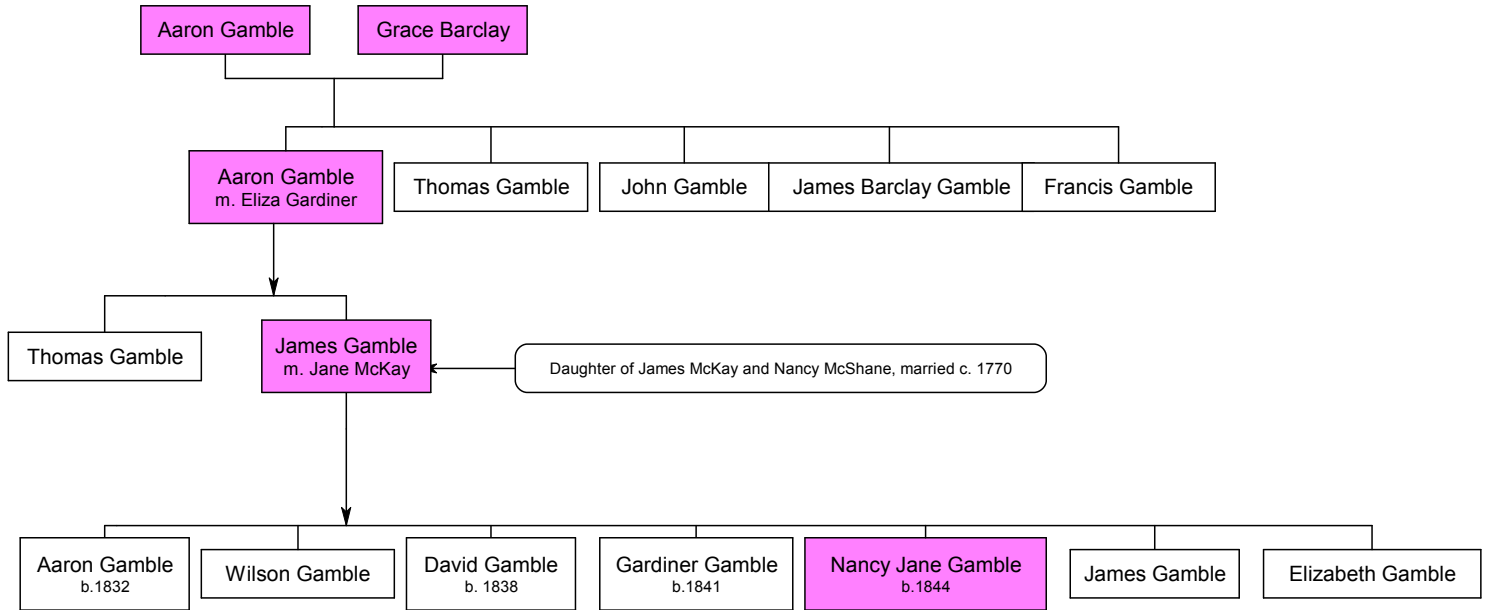 Aaron Gamble
Grace Barclay
Aaron Gamble
m. Eliza Gardiner
Thomas Gamble
John Gamble
James Barclay Gamble
Francis Gamble
Thomas Gamble
James Gamble
m. Jane McKay
Daughter of James McKay and Nancy McShane, married c. 1770
Aaron Gamble
b.1832
Wilson Gamble
David Gamble
b. 1838
Gardiner Gamble
b.1841
Nancy Jane Gamble
b.1844
James Gamble
Elizabeth Gamble